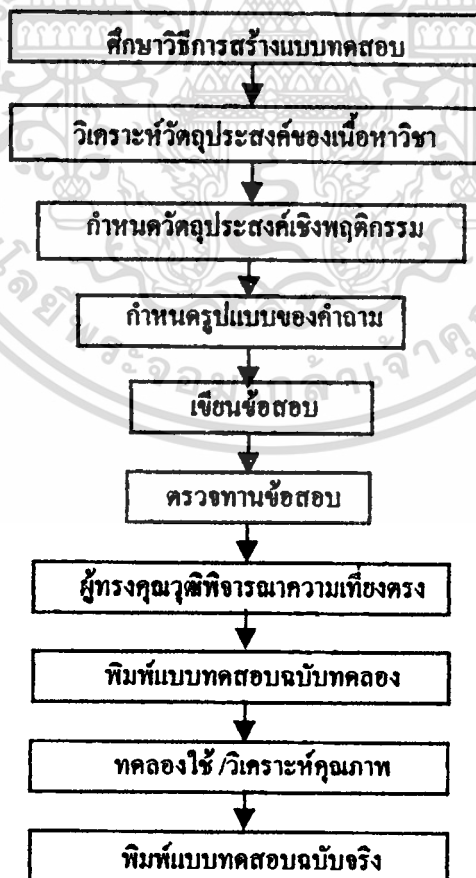 ศึกษาวิธีการสร้างแบบทดสอบ
วิเคราะห์วัตถุประสงค์ของเนื้อหาวิชา
กำหนดวัตถุประสงค์เชิงพฤติกรรม
กำหนดรูปแบบของคำถาม
เขียนข้อสอบ
ตรวจทานข้อสอบ
ผู้ทรงคุณวุฒิพิจารณาความเที่ยงตรง
พิมพ์แบบทดสอบฉบับทดลอง
ทดลองใช้ /วิเคราะห์คุณภาพ
พิมพ์แบบทดสอบฉบับจริง